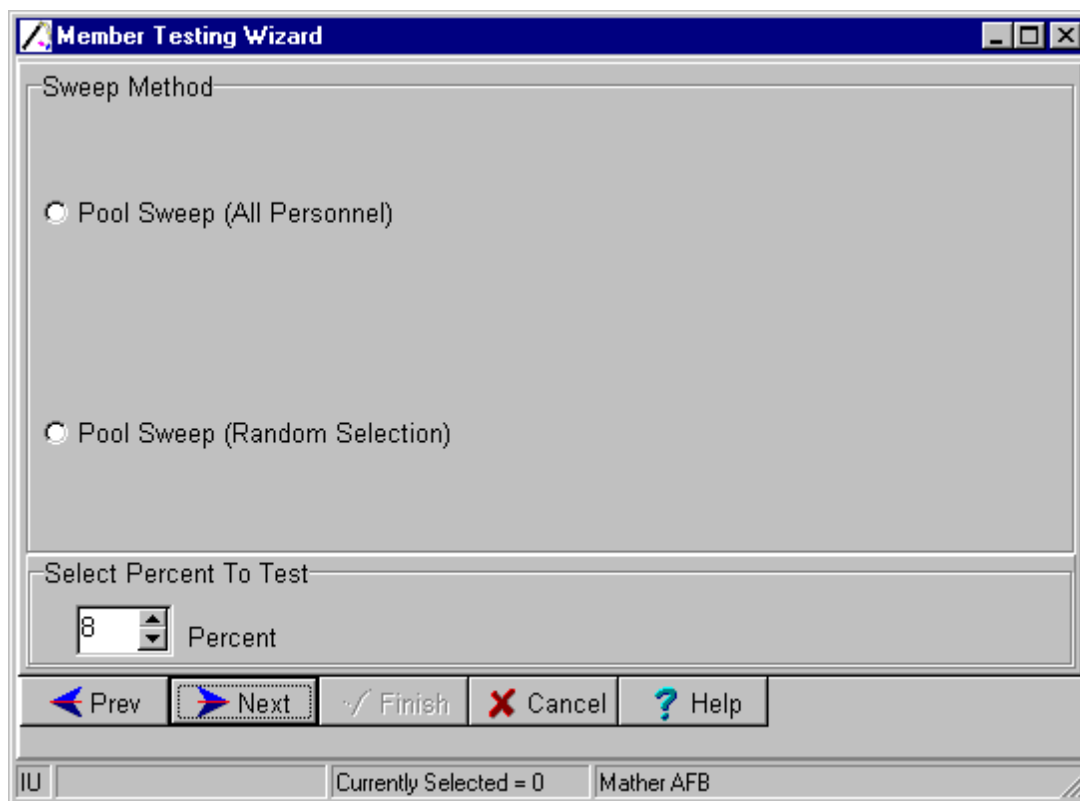 Member Testing Wizard
Sweep Method
Pool Sweep (All Personnel)
Pool Sweep (Random Selection)
Select Percent To Test
8 Percent
Prev Next Finish Cancel ? Help
IU Currently Selected = 0 Mather AFB